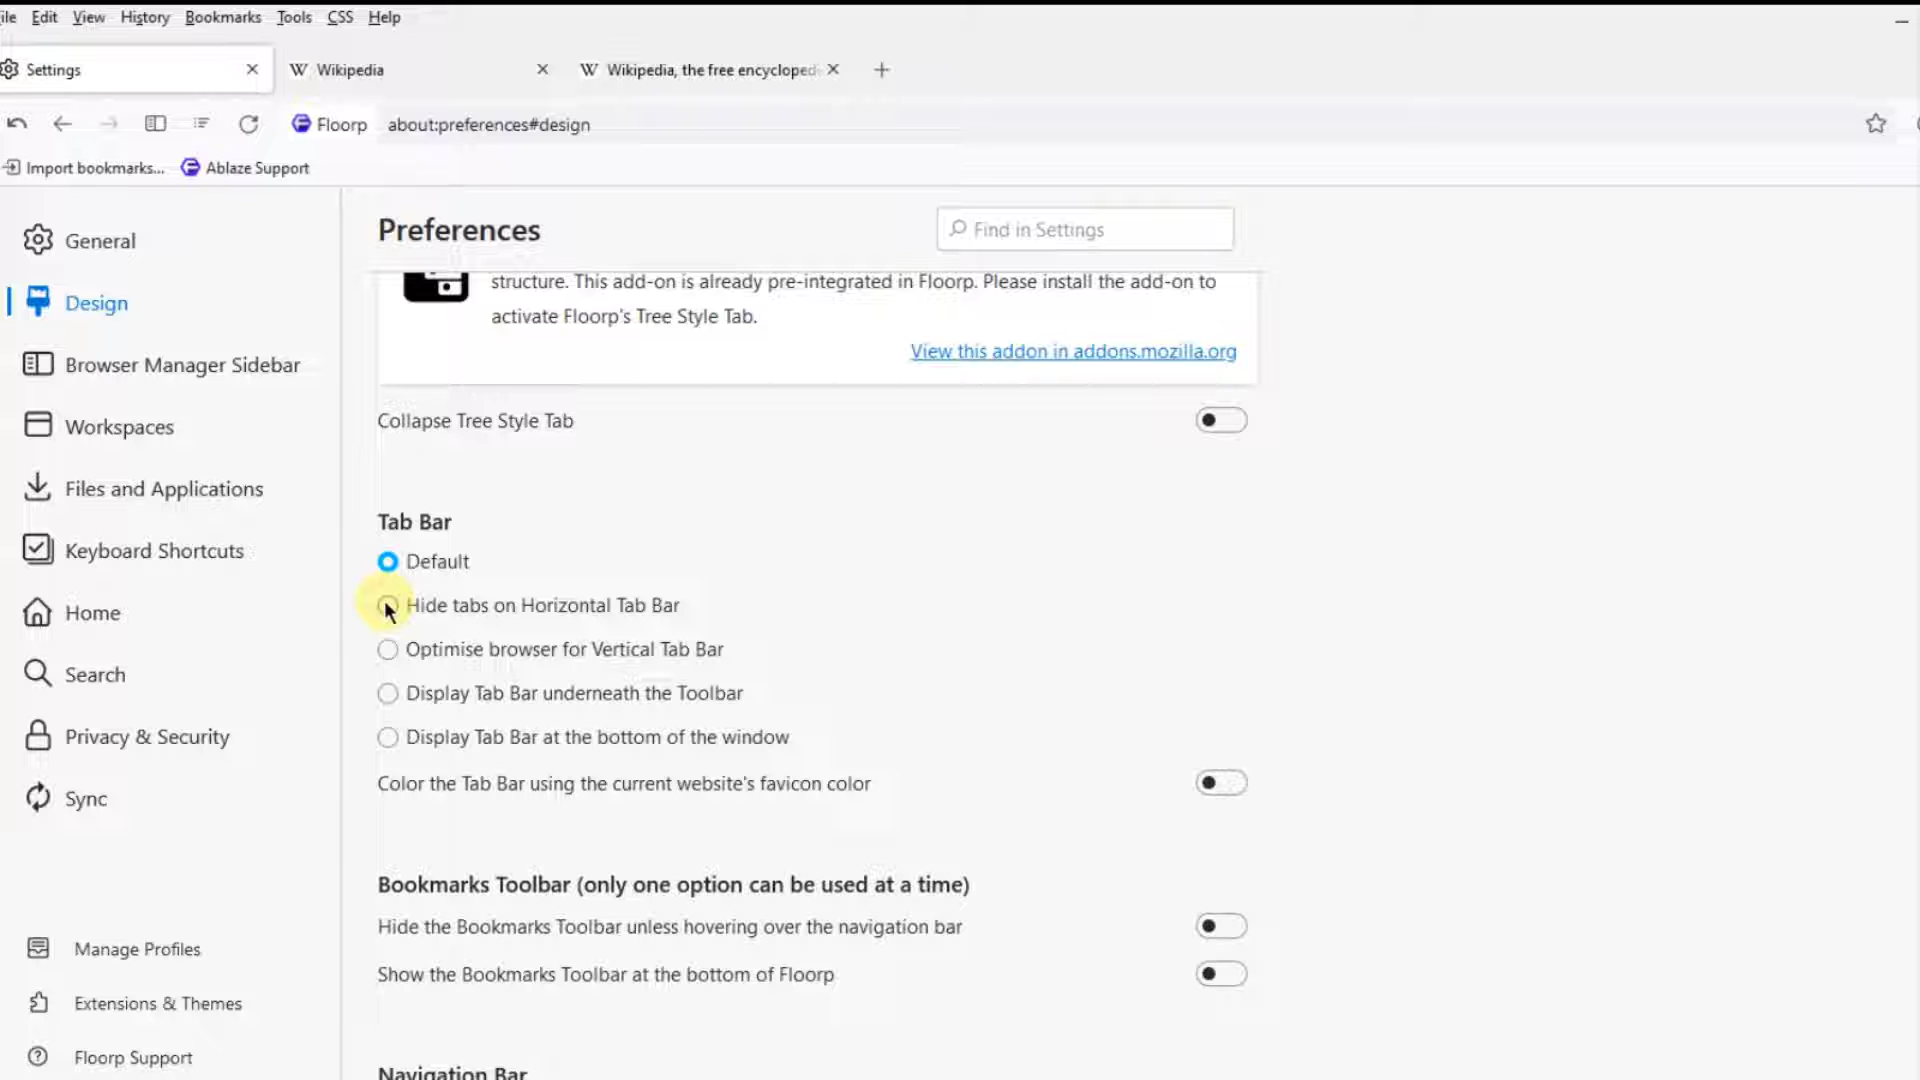 ile Edit View History Bookmarks Tools CSS Help
Settings Wikipedia Wikipedia, the free encycloped
Floorp about:preferences#design
Import bookmarks... Ablaze Support
Preferences
Find in Settings
General
Design
Browser Manager Sidebar
Workspaces
Files and Applications
Keyboard Shortcuts
Home
Search
Privacy & Security
Sync
Manage Profiles
Extensions & Themes
Floorp Support
structure. This add-on is already pre-integrated in Floorp. Please install the add-on to
activate Floorp's Tree Style Tab.
View this addon in addons.mozilla.org
Collapse Tree Style Tab
Tab Bar
Default
Hide tabs on Horizontal Tab Bar
Optimise browser for Vertical Tab Bar
Display Tab Bar underneath the Toolbar
Display Tab Bar at the bottom of the window
Color the Tab Bar using the current website's favicon color
Bookmarks Toolbar (only one option can be used at a time)
Hide the Bookmarks Toolbar unless hovering over the navigation bar
Show the Bookmarks Toolbar at the bottom of Floorp
Navigation Bar